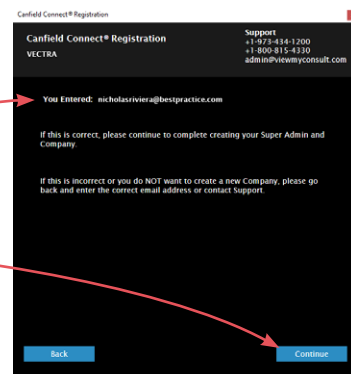 Canfield Connect® Registration
Canfield Connect® Registration
VECTRA
Support
+1-973-434-1200
+1-800-815-4330
admin@viewmyconsult.com
You Entered: nicholasriviera@bestpractice.com
If this is correct, please continue to complete creating your Super Admin and
Company.
If this is incorrect or you do NOT want to create a new Company, please go
back and enter the correct email address or contact Support.
Back
Continue